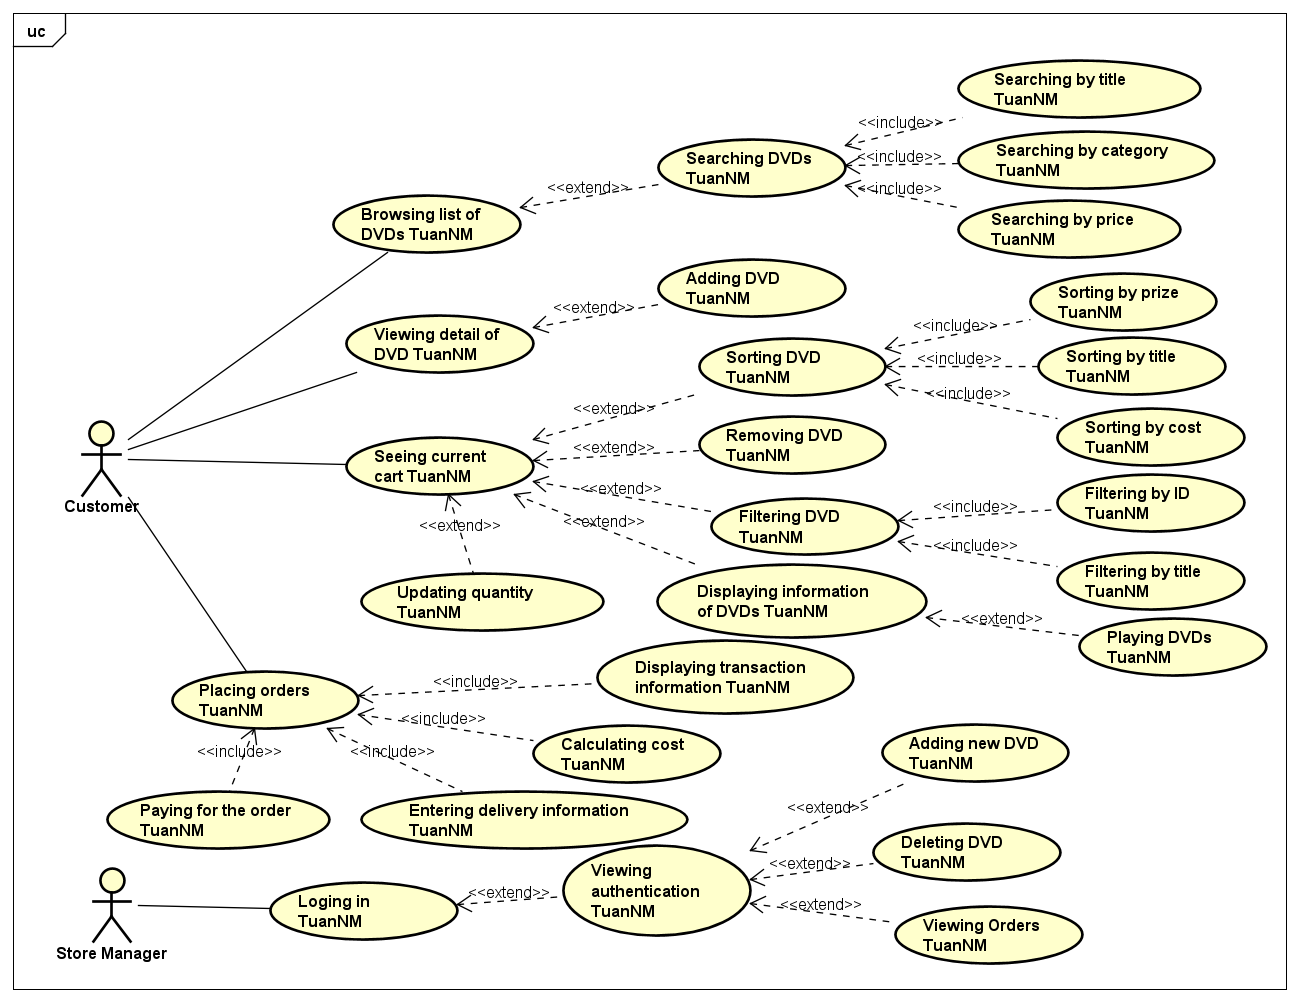 uc
Searching by title
TuanNM
<<include>>
Searching DVDs
TuanNM
<<include>>
Searching by category
TuanNM
<<extend>>
<<include>>
Browsing list of
DVDs TuanNM
Searching by price
TuanNM
Adding DVD
TuanNM
<<extend>>
Sorting by prize
TuanNM
Viewing detail of
DVD TuanNM
<<include>>
Sorting DVD
TuanNM
<<include>>
Sorting by title
TuanNM
<<include>>
<<extend>>
Sorting by cost
TuanNM
Removing DVD
TuanNM
<<extend>>
Seeing current
cart TuanNM
<<extend>>
Filtering by ID
TuanNM
Customer
<<include>>
Filtering DVD
TuanNM
<<extend>>
<<extend>>
<<include>>
Filtering by title
TuanNM
Updating quantity
TuanNM
Displaying information
of DVDs TuanNM
<<extend>>
Playing DVDs
TuanNM
Displaying transaction
information TuanNM
<<include>>
Placing orders
TuanNM
<<include>>
Calculating cost
TuanNM
<<include>>
<<include>>
Adding new DVD
TuanNM
Paying for the order
TuanNM
Entering delivery information
TuanNM
<<extend>>
Deleting DVD
TuanNM
<<extend>>
Viewing
authentication
TuanNM
<<extend>>
Loging in
TuanNM
<<extend>>
Viewing Orders
TuanNM
Store Manager